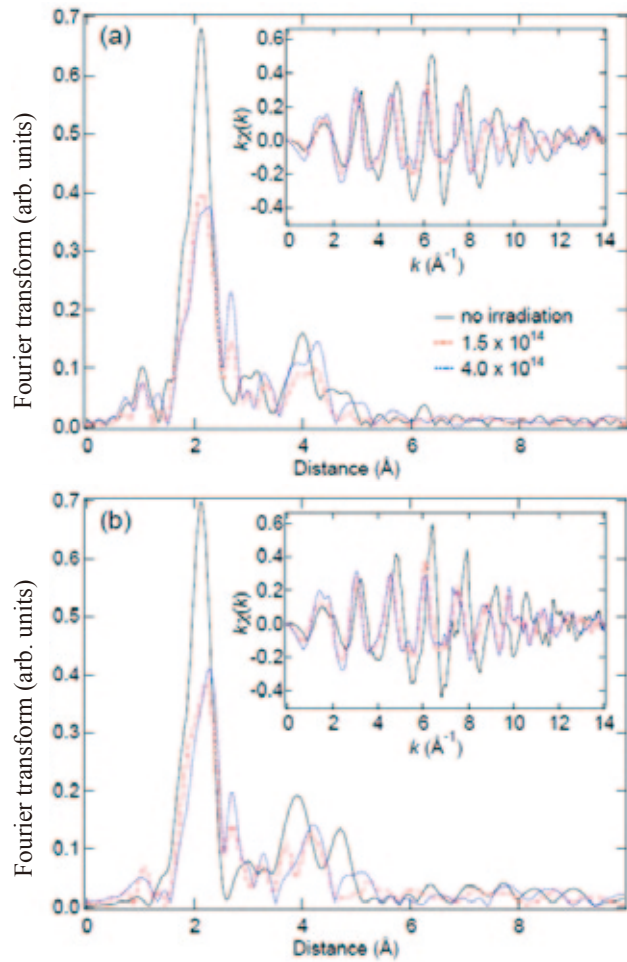 (a)
Fourier transform (arb. units)
0.7
0.6
0.5
0.4
0.3
0.2
0.1
0.0
0 2 4 6 8
Distance (Å)
kχ(k)
0.6
0.4
0.2
0.0
-0.2
-0.4
0 2 4 6 8 10 12 14
k (Å⁻¹)
no irradiation
1.5 x 10¹⁴
4.0 x 10¹⁴
(b)
Fourier transform (arb. units)
0.7
0.6
0.5
0.4
0.3
0.2
0.1
0.0
0 2 4 6 8
Distance (Å)
kχ(k)
0.6
0.4
0.2
0.0
-0.2
-0.4
0 2 4 6 8 10 12 14
k (Å⁻¹)